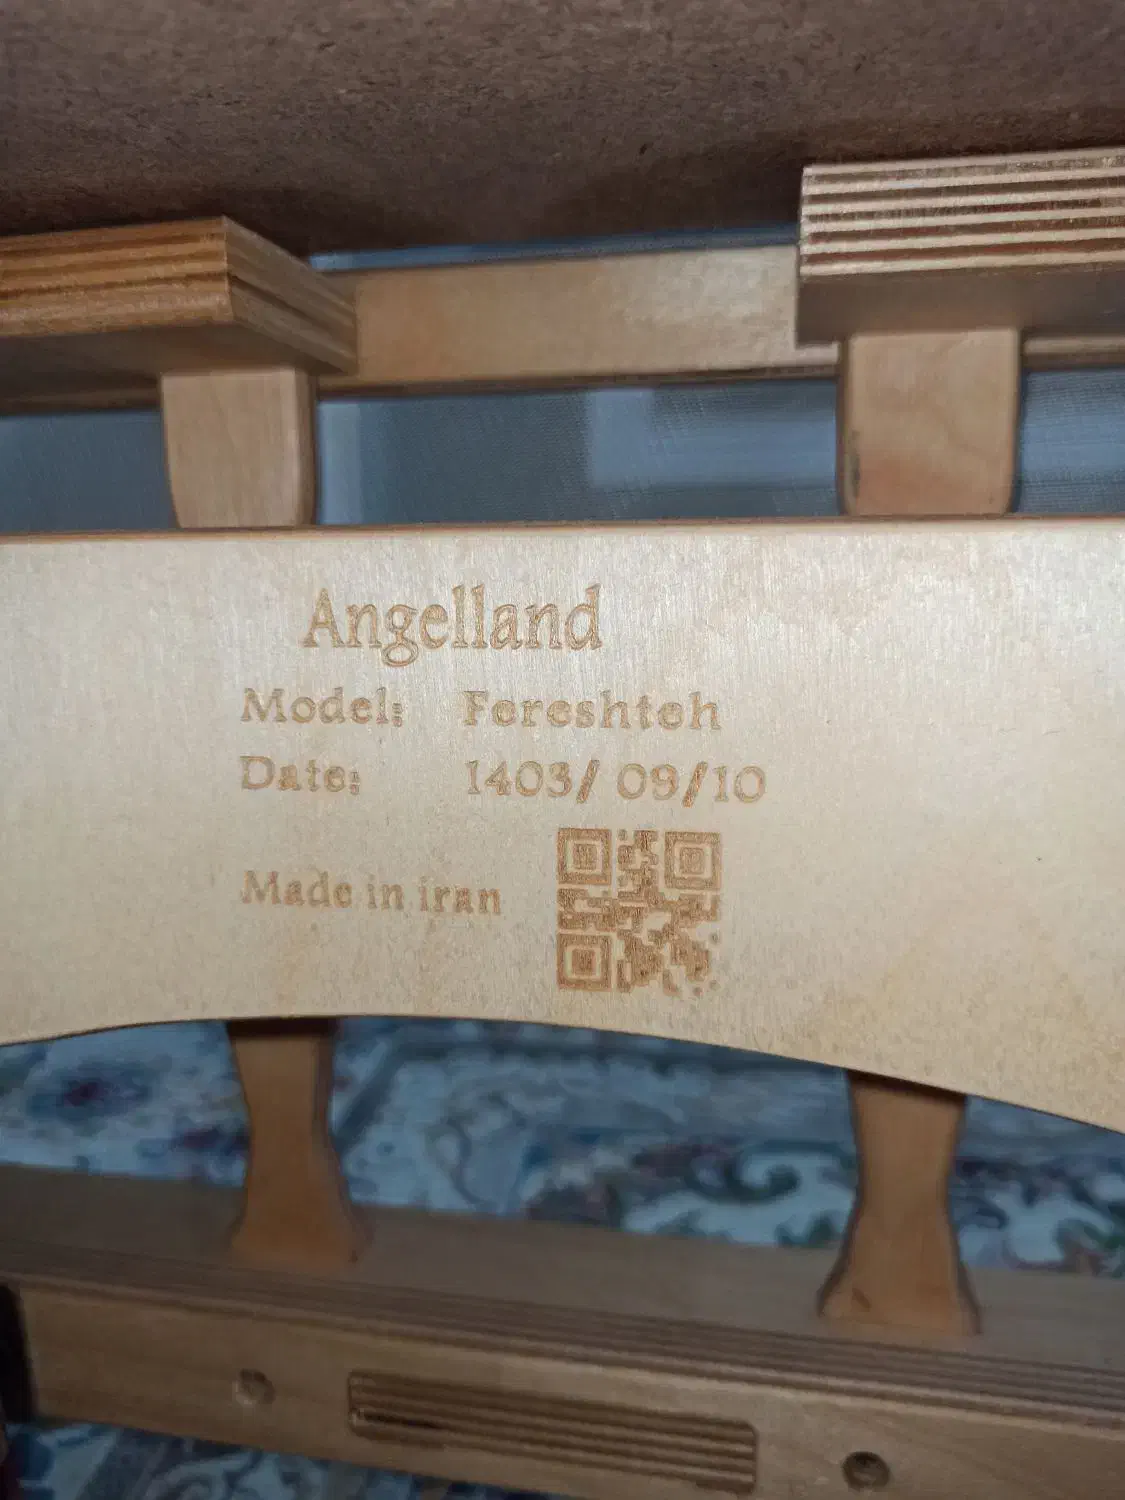 Angelland
Model: Fereshteh
Date: 1403/ 09/10
Made in iran